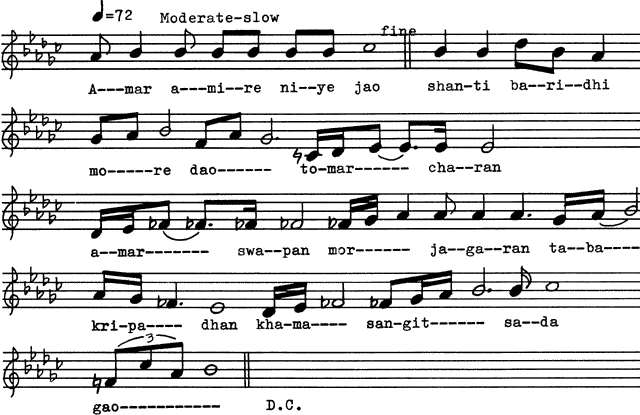 ♩=72 Moderate-slow
fine
A---mar a---mi--re ni--ye jao shan-ti ba--ri--dhi
mo-----re dao------ to-mar------ cha--ran
a--mar-------- swa--pan mor------- ja--ga--ran ta--ba----
kri-pa---- dhan kha-ma---- san-git------ sa--da
3
gao----------- D.C.